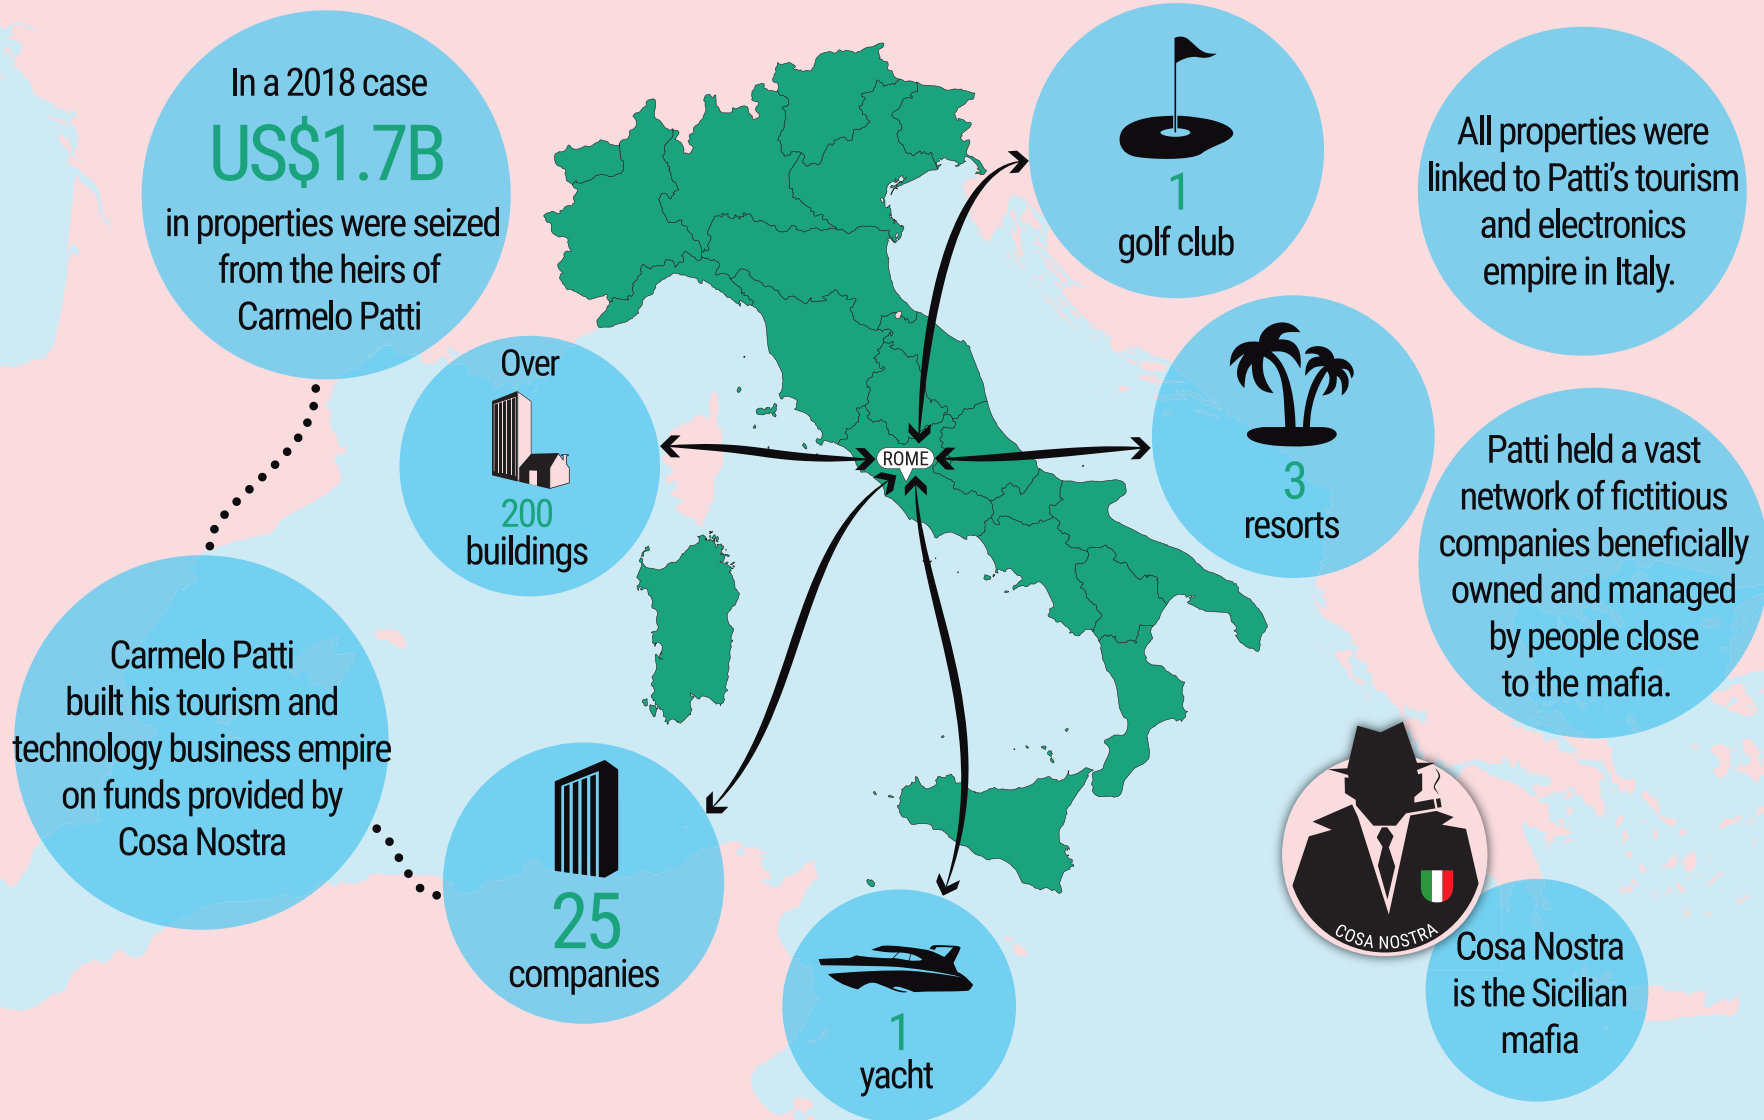 In a 2018 case
US$1.7B
in properties were seized
from the heirs of
Carmelo Patti
1
golf club
All properties were
linked to Patti's tourism
and electronics
empire in Italy.
Over
200
buildings
ROME
3
resorts
Patti held a vast
network of fictitious
companies beneficially
owned and managed
by people close
to the mafia.
Carmelo Patti
built his tourism and
technology business empire
on funds provided by
Cosa Nostra
25
companies
1
yacht
COSA NOSTRA
Cosa Nostra
is the Sicilian
mafia